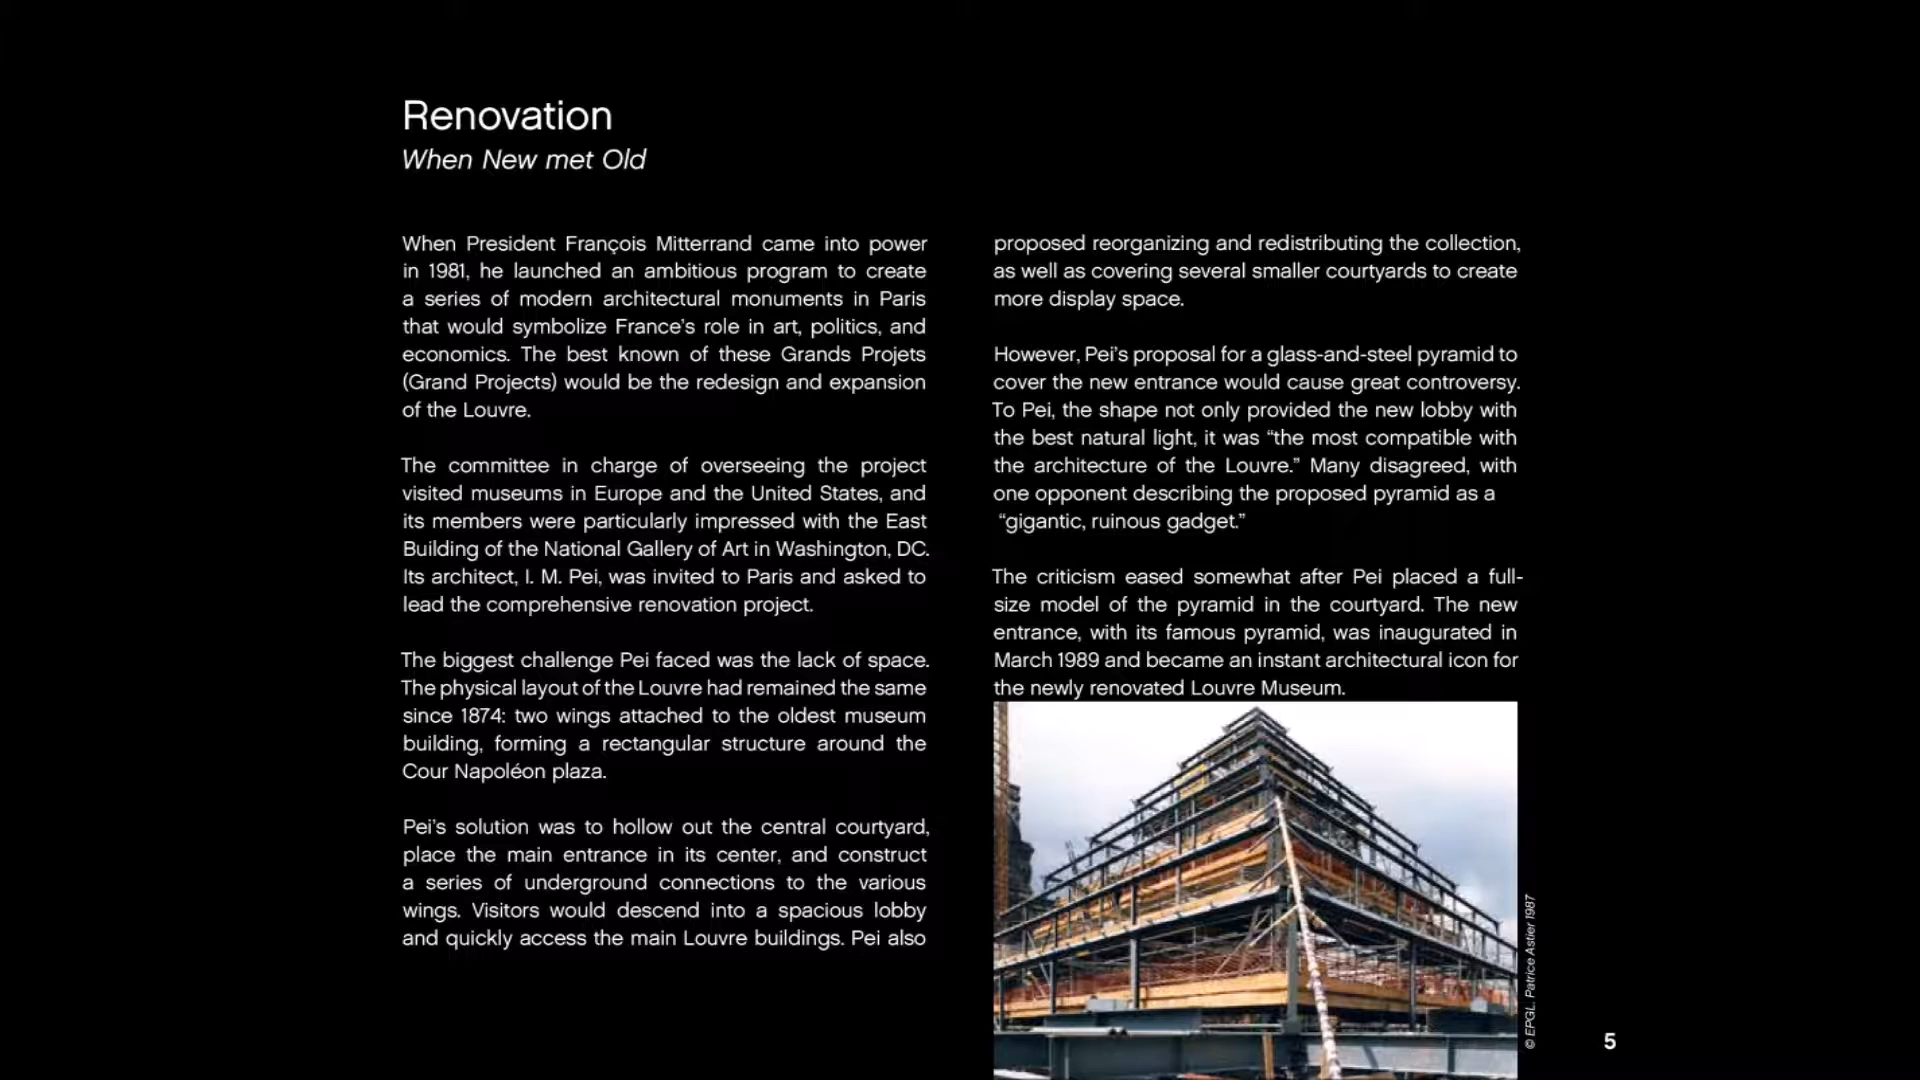 Renovation
When New met Old
When President François Mitterrand came into power
in 1981, he launched an ambitious program to create
a series of modern architectural monuments in Paris
that would symbolize France’s role in art, politics, and
economics. The best known of these Grands Projets
(Grand Projects) would be the redesign and expansion
of the Louvre.
The committee in charge of overseeing the project
visited museums in Europe and the United States, and
its members were particularly impressed with the East
Building of the National Gallery of Art in Washington, DC.
Its architect, I. M. Pei, was invited to Paris and asked to
lead the comprehensive renovation project.
The biggest challenge Pei faced was the lack of space.
The physical layout of the Louvre had remained the same
since 1874: two wings attached to the oldest museum
building, forming a rectangular structure around the
Cour Napoléon plaza.
Pei’s solution was to hollow out the central courtyard,
place the main entrance in its center, and construct
a series of underground connections to the various
wings. Visitors would descend into a spacious lobby
and quickly access the main Louvre buildings. Pei also
proposed reorganizing and redistributing the collection,
as well as covering several smaller courtyards to create
more display space.
However, Pei’s proposal for a glass-and-steel pyramid to
cover the new entrance would cause great controversy.
To Pei, the shape not only provided the new lobby with
the best natural light, it was “the most compatible with
the architecture of the Louvre.” Many disagreed, with
one opponent describing the proposed pyramid as a
“gigantic, ruinous gadget.”
The criticism eased somewhat after Pei placed a full-
size model of the pyramid in the courtyard. The new
entrance, with its famous pyramid, was inaugurated in
March 1989 and became an instant architectural icon for
the newly renovated Louvre Museum.
© EPGL. Patrice Astier 1987
5